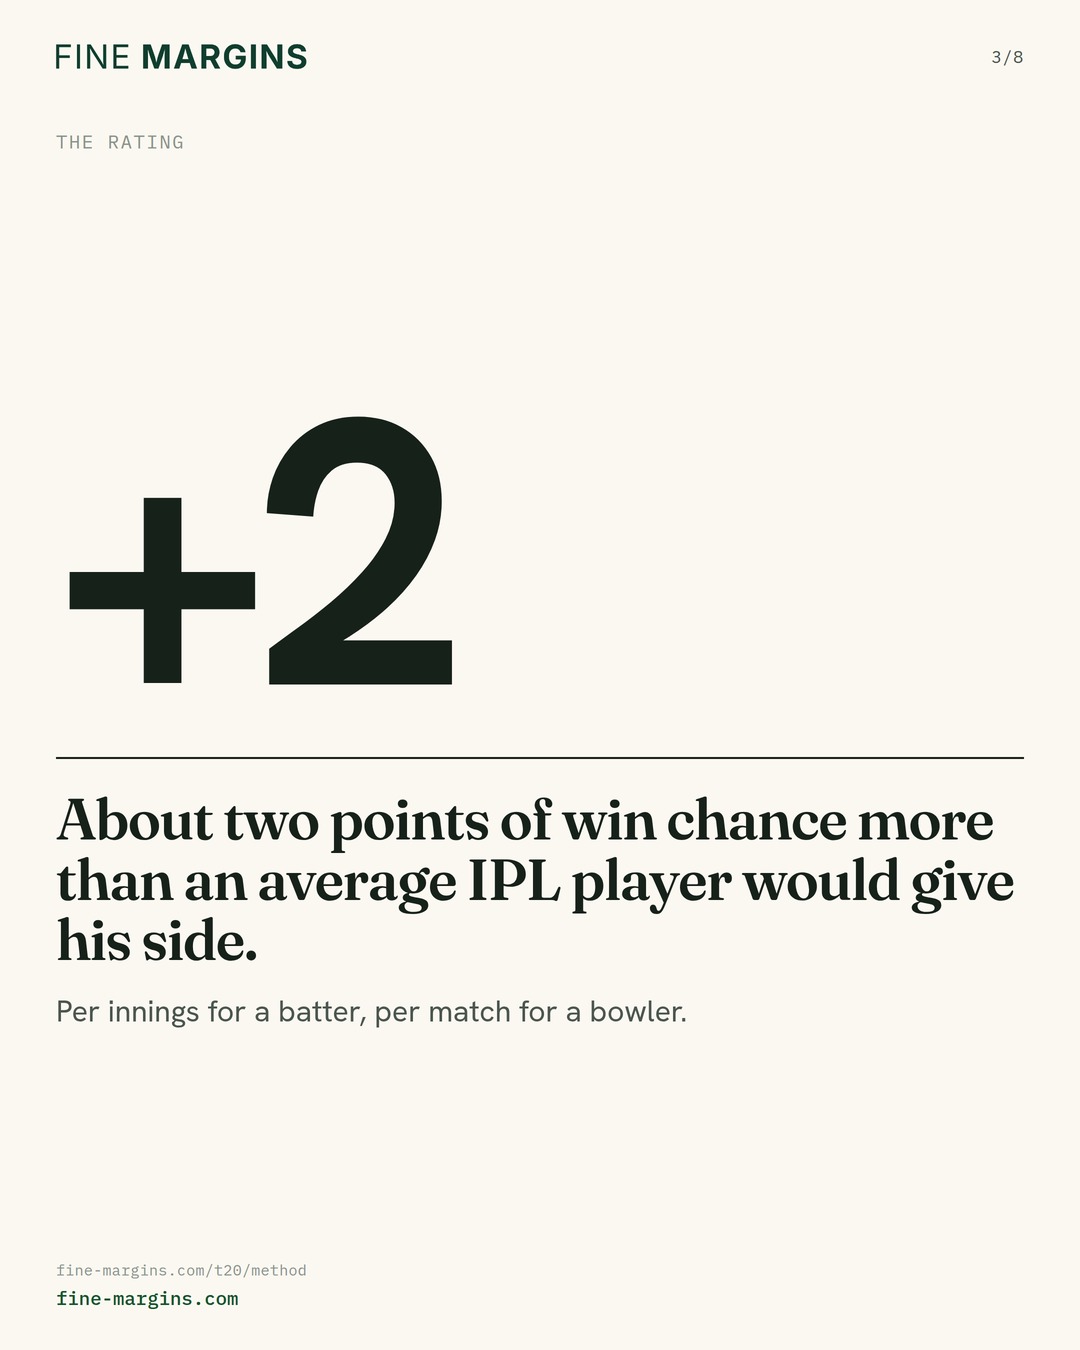 FINE MARGINS
3/8
THE RATING
+2
About two points of win chance more
than an average IPL player would give
his side.
Per innings for a batter, per match for a bowler.
fine-margins.com/t20/method
fine-margins.com